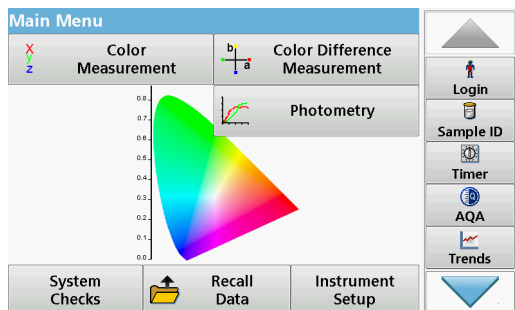 Main Menu
X
y
z
Color
Measurement
b
a
Color Difference
Measurement
Photometry
0.8
0.7
0.6
0.5
0.4
0.3
0.2
0.1
0.0
System
Checks
Recall
Data
Instrument
Setup
Login
Sample ID
Timer
AQA
Trends